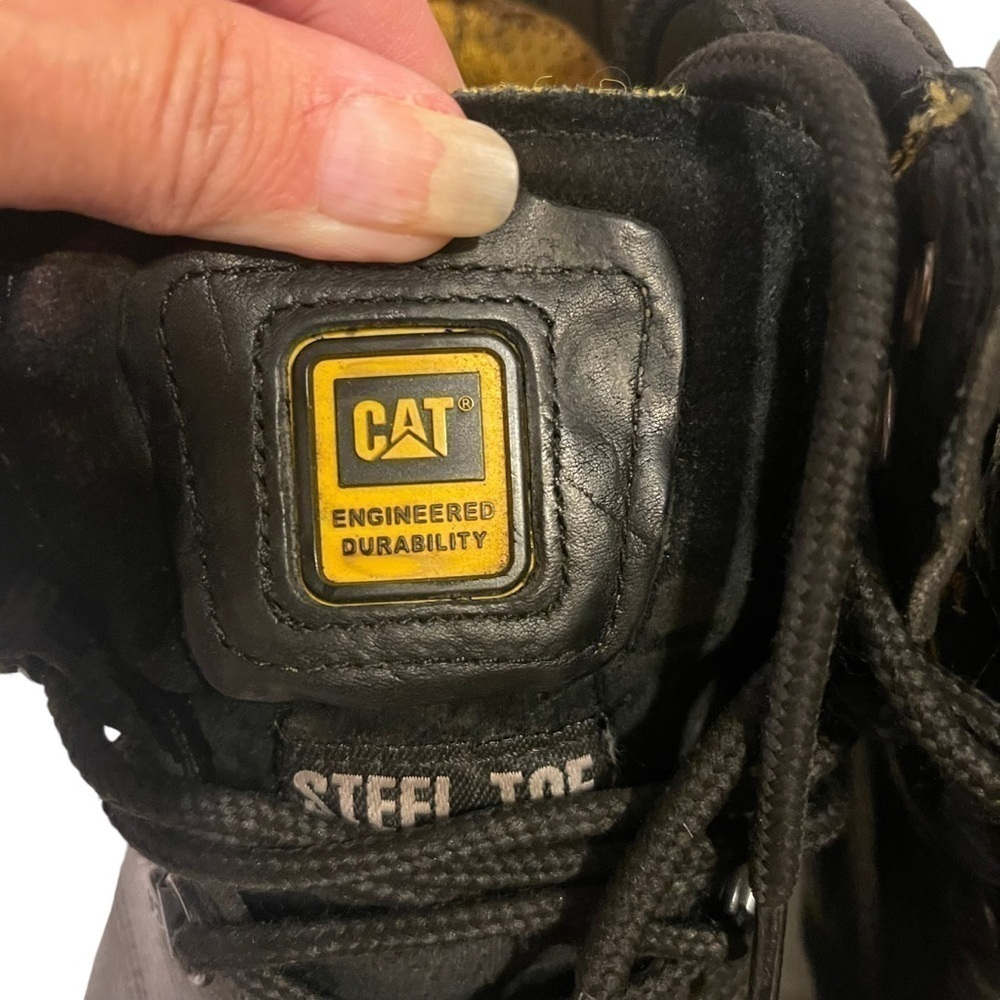 CAT®
ENGINEERED
DURABILITY
STEEL TOE